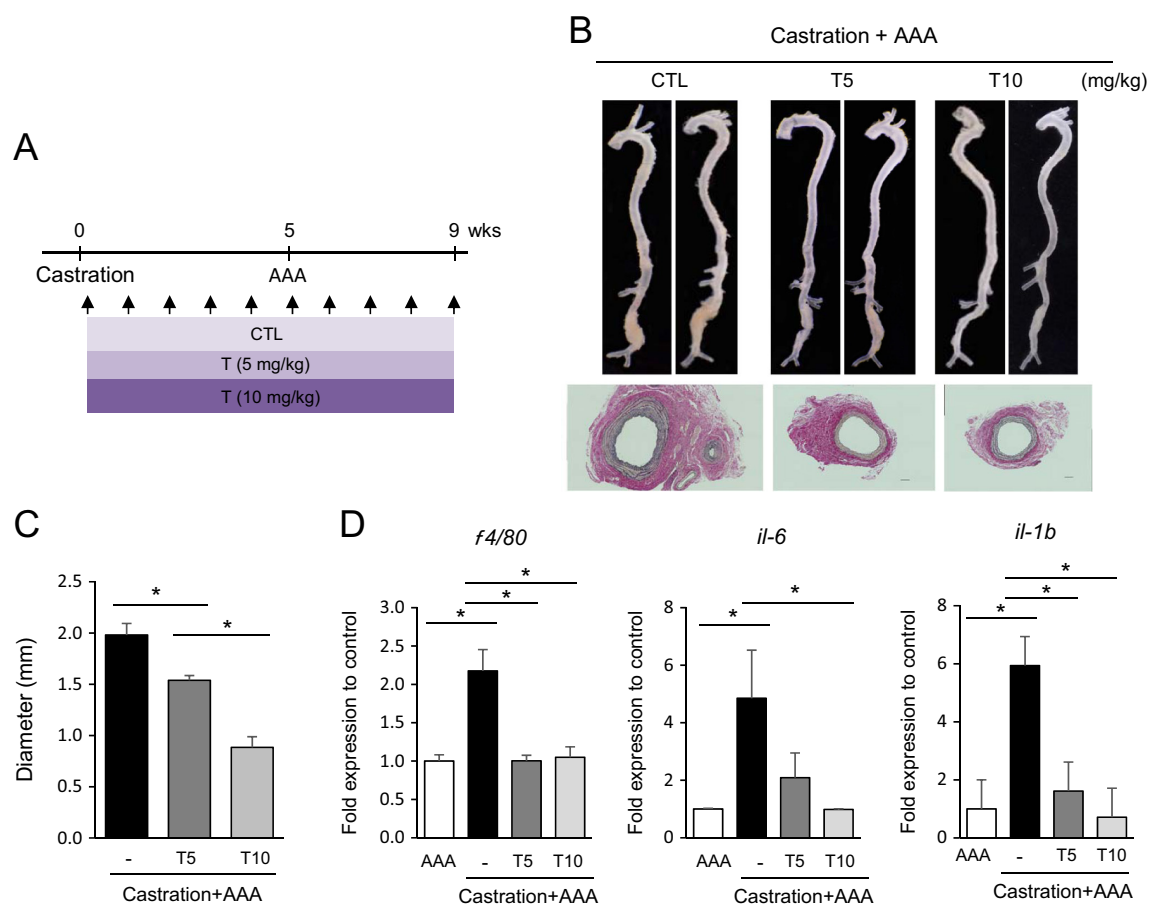 A
0 5 9 wks
Castration AAA
CTL
T (5 mg/kg)
T (10 mg/kg)
B
Castration + AAA
CTL T5 T10 (mg/kg)
C
Diameter (mm)
2.5
2.0
1.5
1.0
0.5
0.0
* *
- T5 T10
Castration+AAA
D
f4/80
Fold expression to control
3.0
2.5
2.0
1.5
1.0
0.5
0.0
* * *
AAA - T5 T10
Castration+AAA
il-6
Fold expression to control
8
6
4
2
0
* *
AAA - T5 T10
Castration+AAA
il-1b
Fold expression to control
8
6
4
2
0
* * *
AAA - T5 T10
Castration+AAA